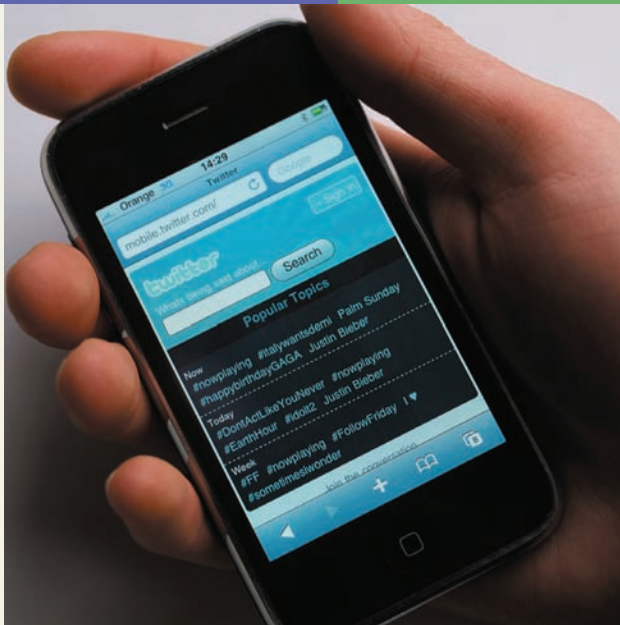 Orange 3G 14:29
Twitter
mobile.twitter.com/ Google
twitter Sign in
What's being said about...
Search
Popular Topics
Now
#nowplaying #italywantsdemi Palm Sunday
#happybirthdayGAGA Justin Bieber
Today
#DontActLikeYouNever #nowplaying
#EarthHour #idoit2 Justin Bieber
Week
#FF #nowplaying #FollowFriday I ♥
#sometimesiwonder
Join the conversation